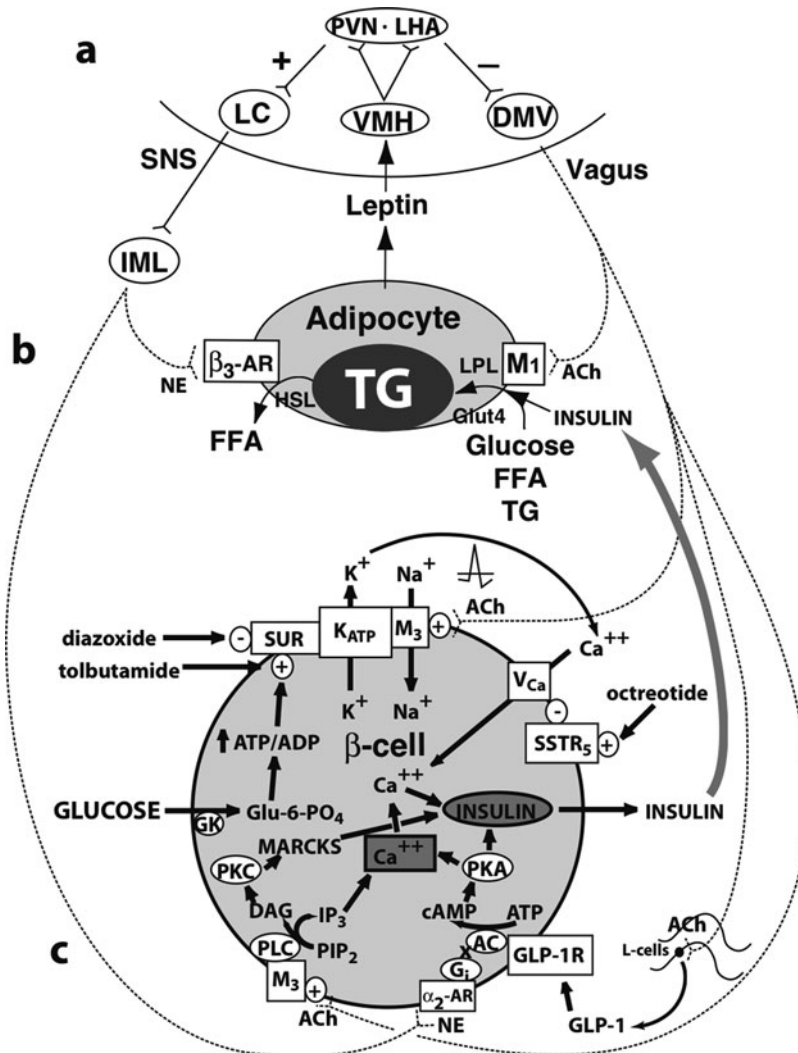 a
PVN · LHA
+
−
LC
VMH
DMV
SNS
Vagus
Leptin
IML
b
Adipocyte
β3-AR
TG
LPL
M1
NE
ACh
HSL
Glut4
INSULIN
FFA
Glucose
FFA
TG
K+
Na+
ACh
diazoxide
-
SUR
KATP
M3
+
Ca++
tolbutamide
+
VCa
K+
Na+
-
octreotide
ATP/ADP
β-cell
SSTR5
+
Ca++
GLUCOSE
Glu-6-PO4
INSULIN
INSULIN
GK
MARCKS
Ca++
PKC
PKA
DAG
IP3
cAMP
ATP
ACh
c
PLC
PIP2
AC
L-cells
X
GLP-1R
M3
+
Gi
α2-AR
ACh
NE
GLP-1